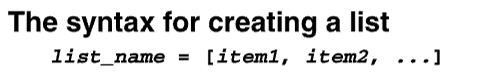 The syntax for creating a list
list_name = [item1, item2, ...]